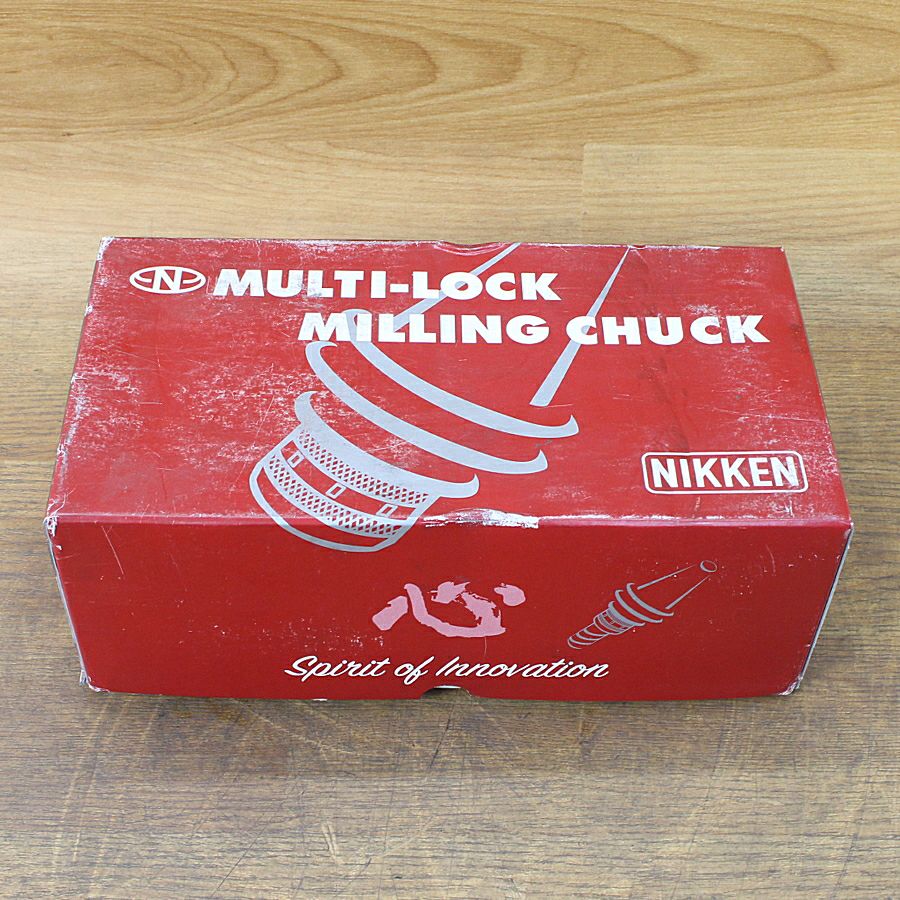 N MULTI-LOCK
MILLING CHUCK
NIKKEN
心
Spirit of Innovation